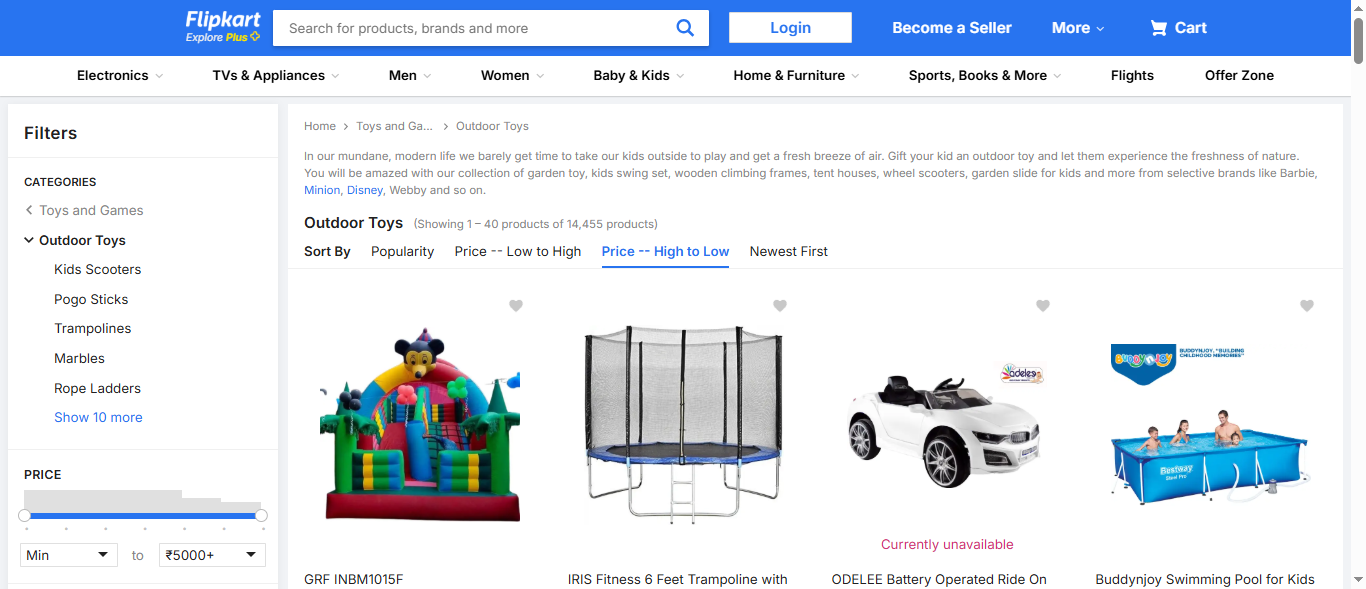 Flipkart
Explore Plus
Search for products, brands and more
Login
Become a Seller
More
Cart
Electronics
TVs & Appliances
Men
Women
Baby & Kids
Home & Furniture
Sports, Books & More
Flights
Offer Zone
Filters
CATEGORIES
Toys and Games
Outdoor Toys
Kids Scooters
Pogo Sticks
Trampolines
Marbles
Rope Ladders
Show 10 more
PRICE
Min
to
₹5000+
Home
Toys and Ga...
Outdoor Toys
In our mundane, modern life we barely get time to take our kids outside to play and get a fresh breeze of air. Gift your kid an outdoor toy and let them experience the freshness of nature.
You will be amazed with our collection of garden toy, kids swing set, wooden climbing frames, tent houses, wheel scooters, garden slide for kids and more from selective brands like Barbie,
Minion, Disney, Webby and so on.
Outdoor Toys (Showing 1 – 40 products of 14,455 products)
Sort By
Popularity
Price -- Low to High
Price -- High to Low
Newest First
GRF INBM1015F
IRIS Fitness 6 Feet Trampoline with
adelee
Currently unavailable
ODELEE Battery Operated Ride On
BUDDYNJOY
BUDDYNJOY, "BUILDING
CHILDHOOD MEMORIES"
Bestway
Steel Pro
Buddynjoy Swimming Pool for Kids